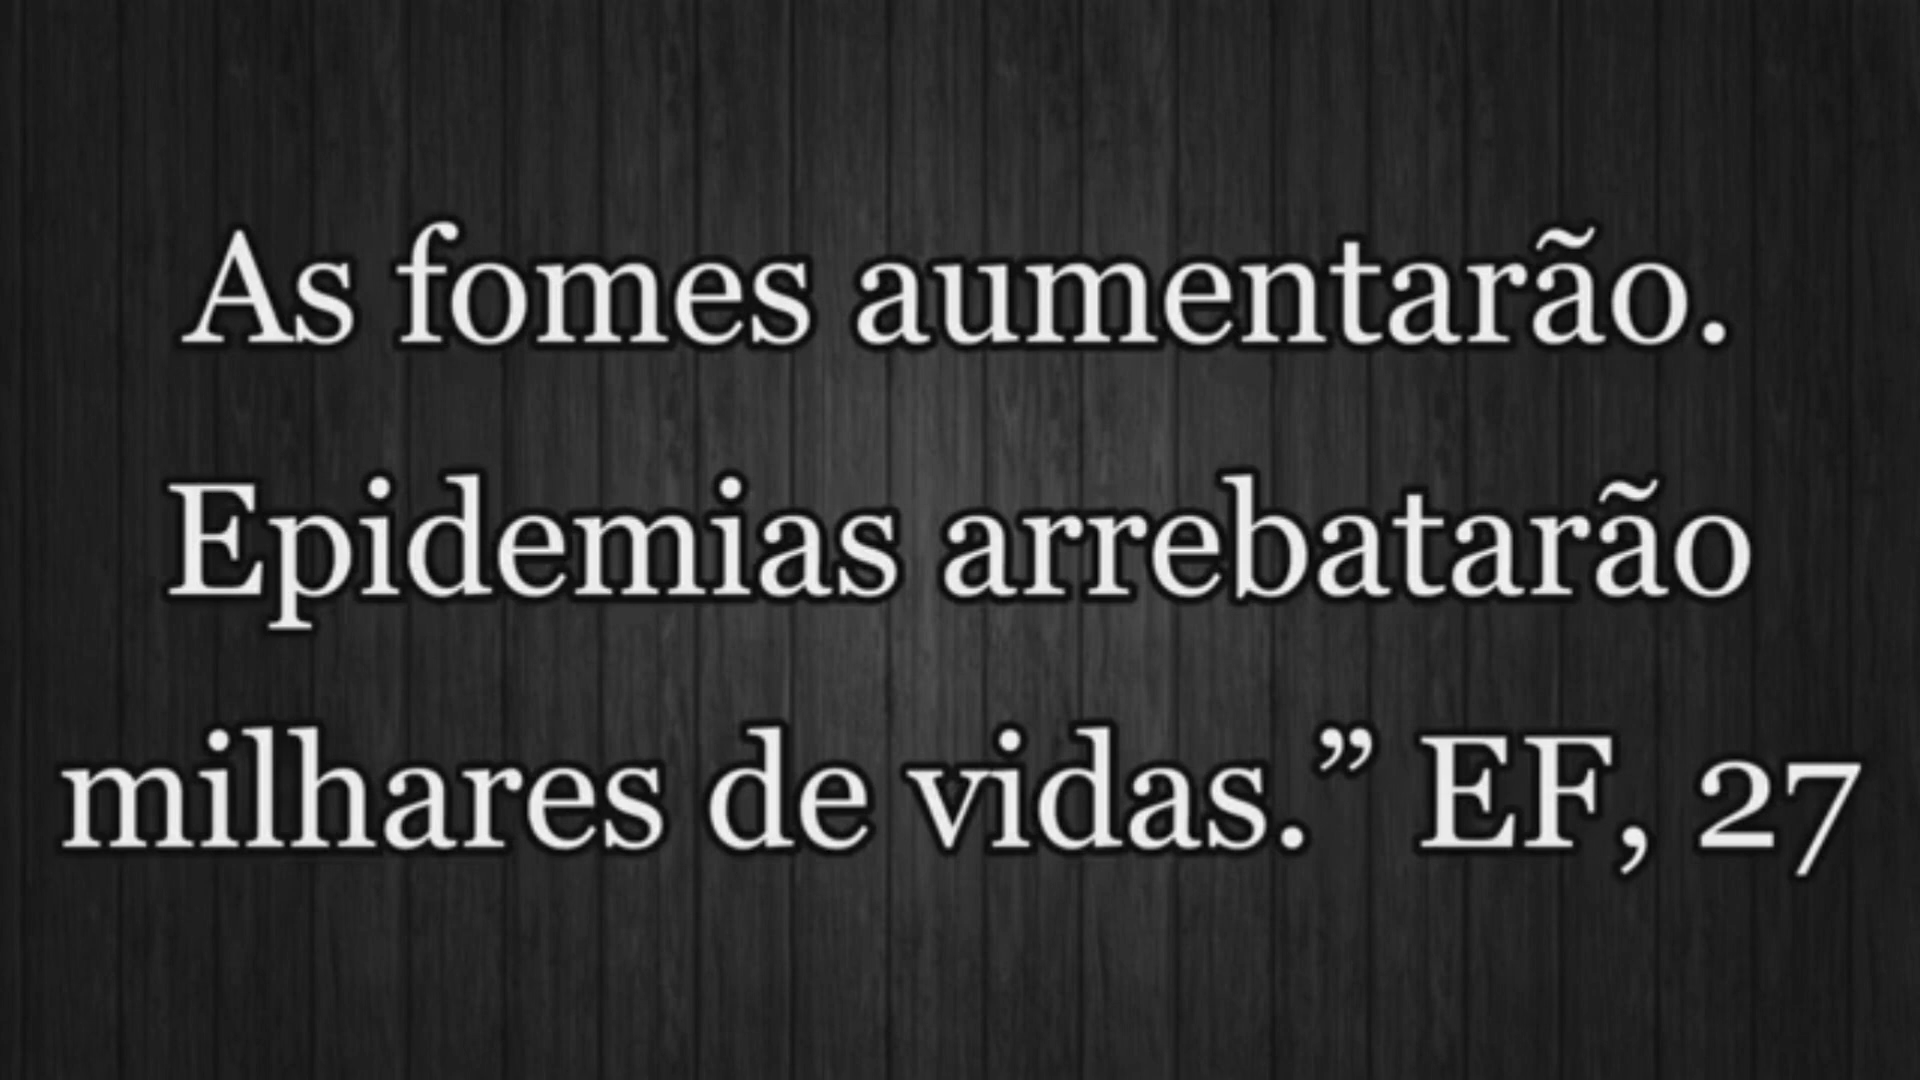 As fomes aumentarão.
Epidemias arrebatarão
milhares de vidas.” EF, 27